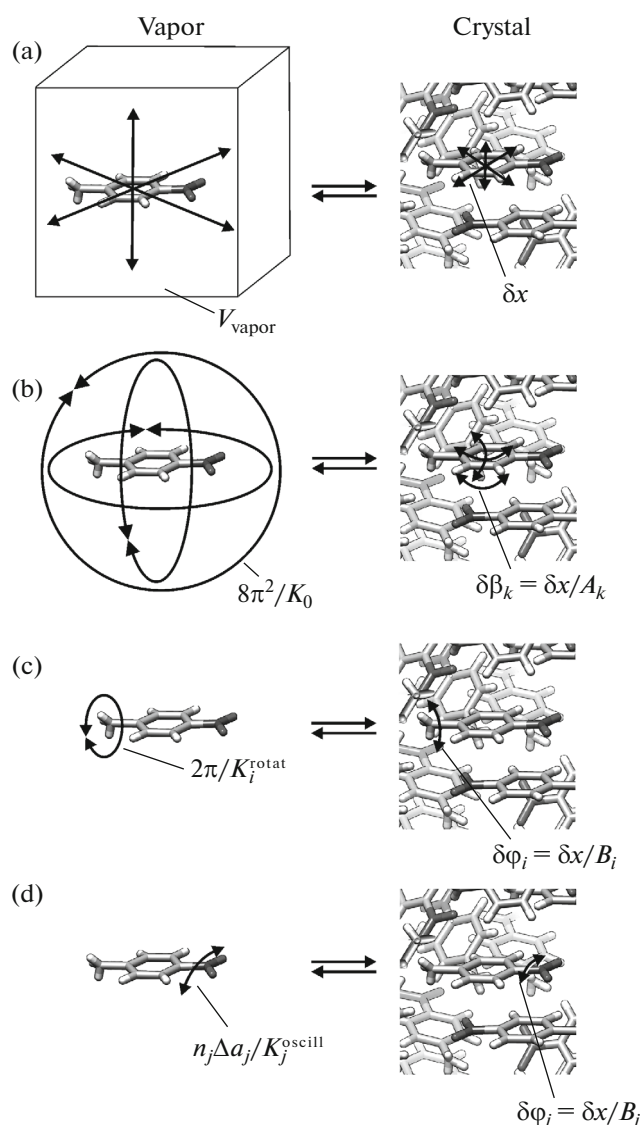 Vapor Crystal
(a)
δx
V_vapor
(b)
8π²/K₀
δβ_k = δx/A_k
(c)
2π/K_i^rotat
δφ_i = δx/B_i
(d)
n_jΔa_j/K_j^oscill
δφ_i = δx/B_i